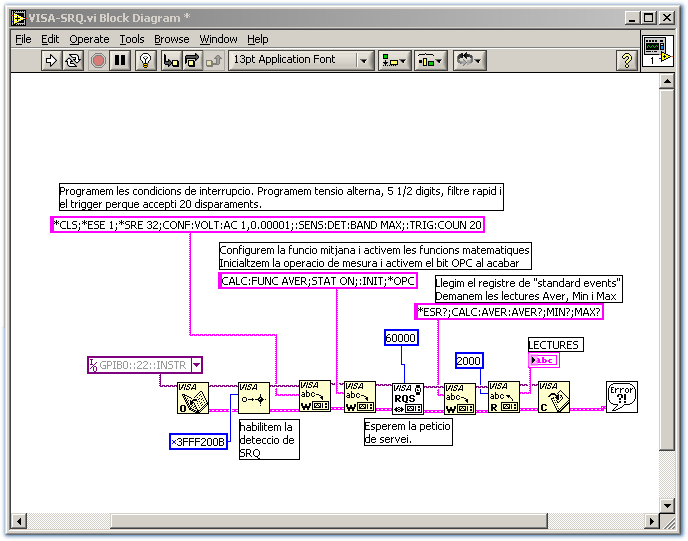 VISA-SRQ.vi Block Diagram *
File Edit Operate Tools Browse Window Help
13pt Application Font
?
1
Programem les condicions de interrupcio. Programem tensio alterna, 5 1/2 digits, filtre rapid i
el trigger perque accepti 20 disparaments.
*CLS;*ESE 1;*SRE 32;CONF:VOLT:AC 1,0.00001;:SENS:DET:BAND MAX;:TRIG:COUN 20
Configurem la funcio mitjana i activem les funcions matematiques
Inicialtzem la operacio de mesura i activem el bit OPC al acabar
CALC:FUNC AVER;STAT ON;:INIT;*OPC
Llegim el registre de "standard events"
Demanem les lectures Aver, Min i Max
*ESR?;CALC:AVER:AVER?;MIN?;MAX?
60000
LECTURES
abc
2000
I/O GPIB0::22::INSTR
VISA O
VISA
VISA abc W
VISA abc W
VISA RQS
VISA abc W
VISA abc R
VISA C
Error ?!
×3FFF200B
habilitem la
deteccio de
SRQ
Esperem la peticio
de servei.